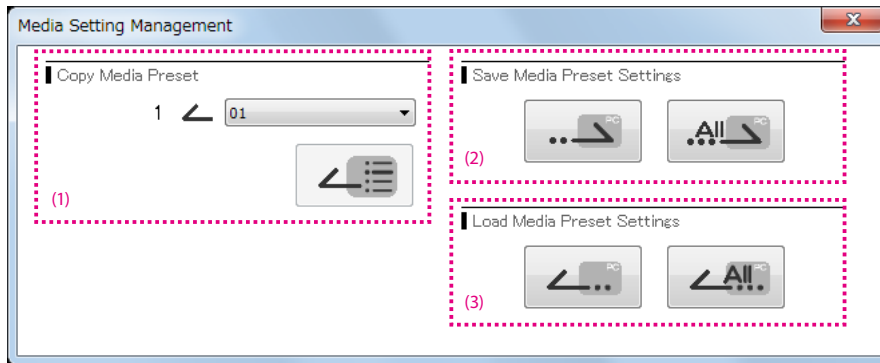 Media Setting Management
Copy Media Preset
1
01
(1)
Save Media Preset Settings
PC
All PC
(2)
Load Media Preset Settings
PC
All PC
(3)